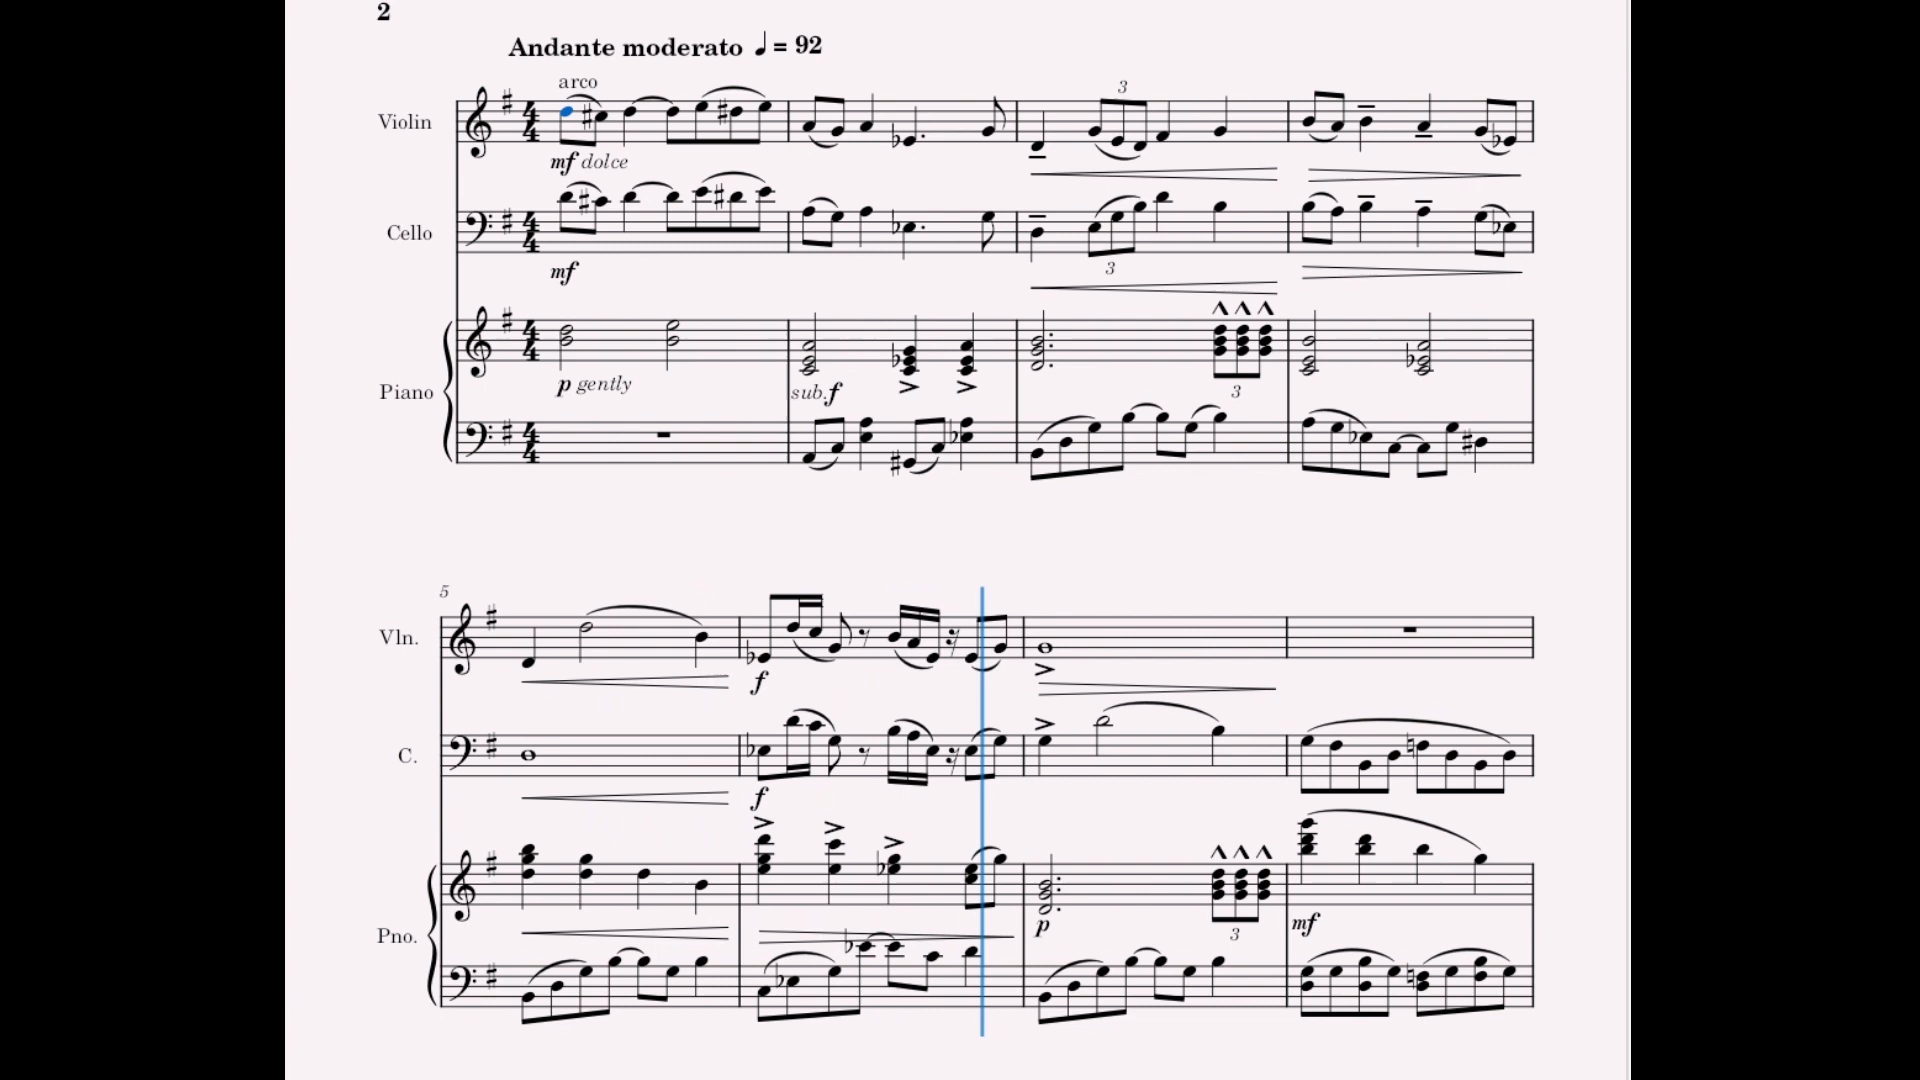 2
Andante moderato ♩= 92
arco
3
Violin
mf dolce
Cello
mf
3
p gently
Piano
sub. f
3
5
Vln.
f
C.
f
p
3
mf
Pno.